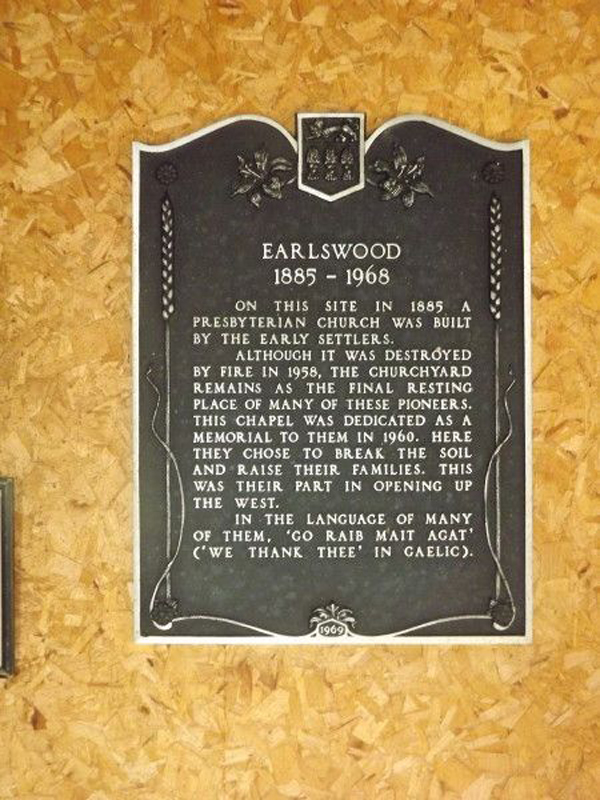 EARLSWOOD
1885 - 1968
ON THIS SITE IN 1885 A
PRESBYTERIAN CHURCH WAS BUILT
BY THE EARLY SETTLERS.
ALTHOUGH IT WAS DESTROYED
BY FIRE IN 1958, THE CHURCHYARD
REMAINS AS THE FINAL RESTING
PLACE OF MANY OF THESE PIONEERS.
THIS CHAPEL WAS DEDICATED AS A
MEMORIAL TO THEM IN 1960. HERE
THEY CHOSE TO BREAK THE SOIL
AND RAISE THEIR FAMILIES. THIS
WAS THEIR PART IN OPENING UP
THE WEST.
IN THE LANGUAGE OF MANY
OF THEM, 'GO RAIB M'AIT AGAT'
('WE THANK THEE' IN GAELIC).
1969